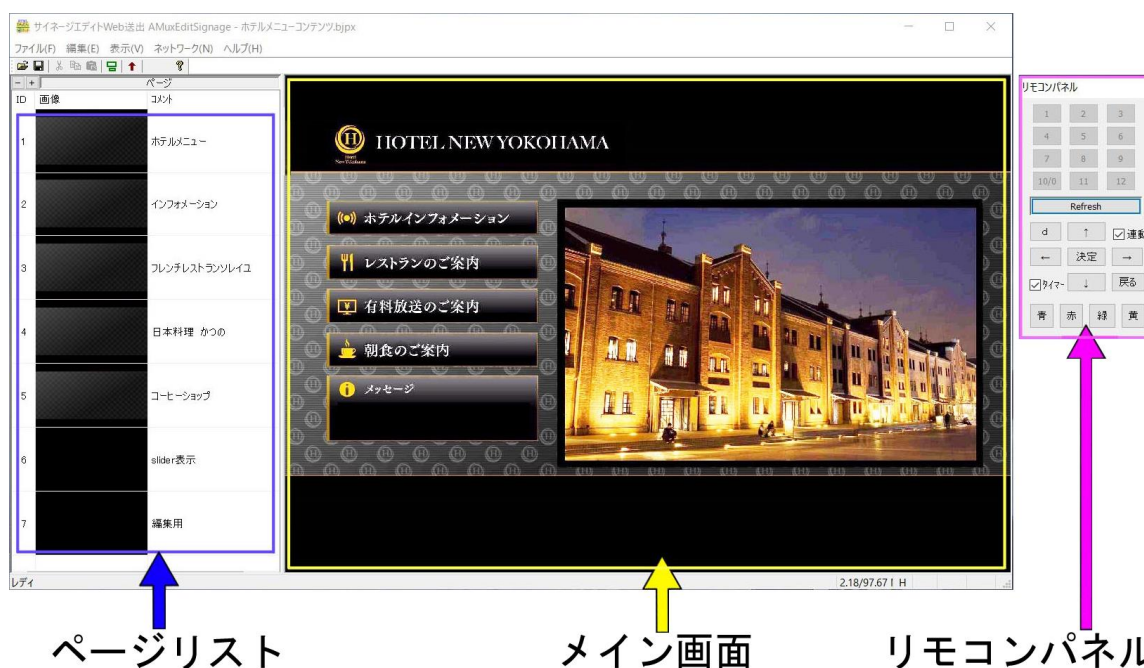 サイネージエディトWeb送出 AMuxEditSignage - ホテルメニューコンテンツ.bjpx
ファイル(F) 編集(E) 表示(V) ネットワーク(N) ヘルプ(H)
ページ
ID 画像 コメント
1 ホテルメニュー
2 インフォメーション
3 フレンチレストランソレイユ
4 日本料理 かつの
5 コーヒーショップ
6 slider表示
7 編集用
レディ
2.18/97.67 I H
H
Hotel
New Yokohama
HOTEL NEW YOKOHAMA
ホテルインフォメーション
レストランのご案内
有料放送のご案内
朝食のご案内
メッセージ
リモコンパネル
1 2 3
4 5 6
7 8 9
10/0 11 12
Refresh
d ↑ 連動
← 決定 →
タイマー ↓ 戻る
青 赤 緑 黄
ページリスト
メイン画面
リモコンパネル